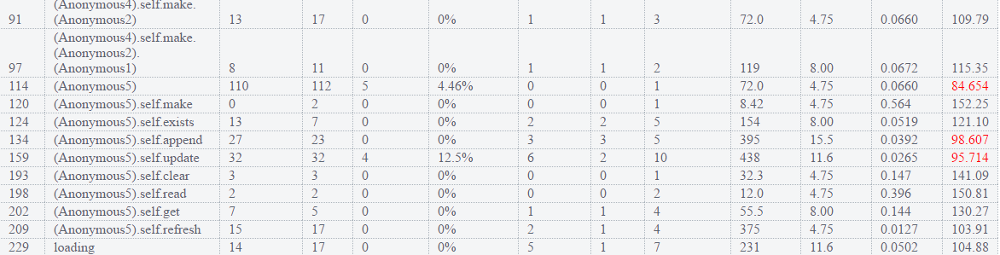 (Anonymous4).self.make.
91 (Anonymous2) 13 17 0 0% 1 1 3 72.0 4.75 0.0660 109.79
(Anonymous4).self.make.
(Anonymous2).
97 (Anonymous1) 8 11 0 0% 1 1 2 119 8.00 0.0672 115.35
114 (Anonymous5) 110 112 5 4.46% 0 0 1 72.0 4.75 0.0660 84.654
120 (Anonymous5).self.make 0 2 0 0% 0 0 1 8.42 4.75 0.564 152.25
124 (Anonymous5).self.exists 13 7 0 0% 2 2 5 154 8.00 0.0519 121.10
134 (Anonymous5).self.append 27 23 0 0% 3 3 5 395 15.5 0.0392 98.607
159 (Anonymous5).self.update 32 32 4 12.5% 6 2 10 438 11.6 0.0265 95.714
193 (Anonymous5).self.clear 3 3 0 0% 0 0 1 32.3 4.75 0.147 141.09
198 (Anonymous5).self.read 2 2 0 0% 0 0 2 12.0 4.75 0.396 150.81
202 (Anonymous5).self.get 7 5 0 0% 1 1 4 55.5 8.00 0.144 130.27
209 (Anonymous5).self.refresh 15 17 0 0% 2 1 4 375 4.75 0.0127 103.91
229 loading 14 17 0 0% 5 1 7 231 11.6 0.0502 104.88